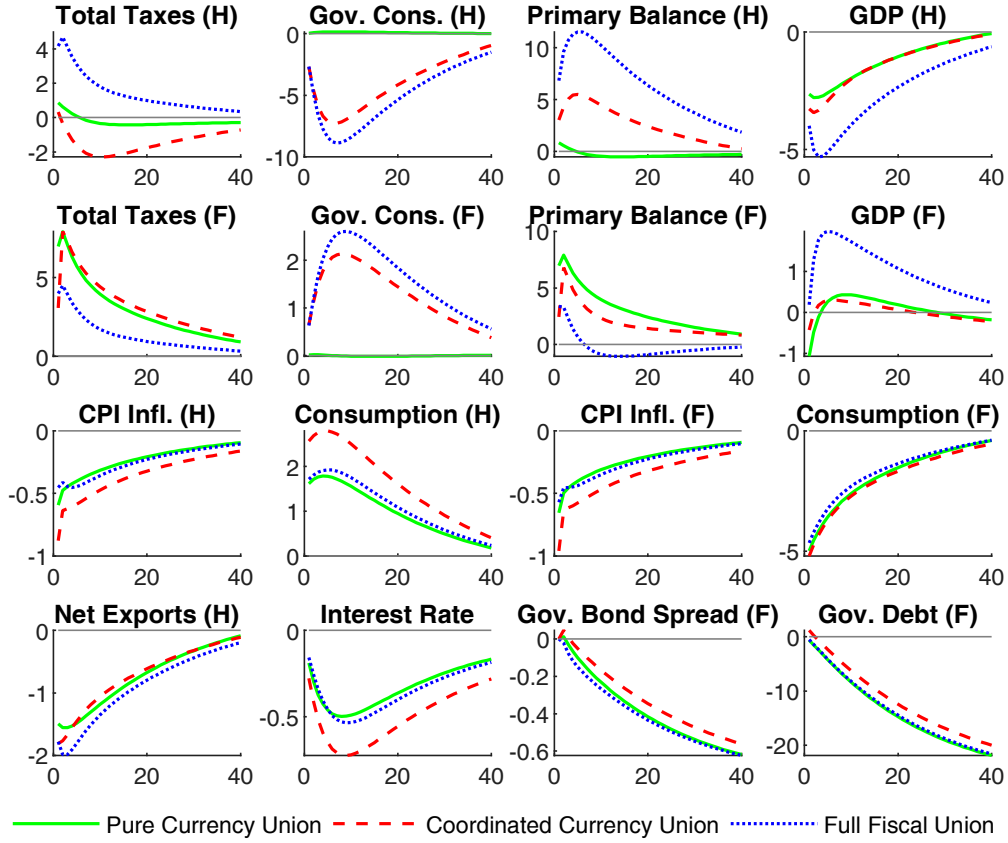 Total Taxes (H) Gov. Cons. (H) Primary Balance (H) GDP (H)
4 2 0 -2 0 20 40
0 -5 -10 0 20 40
10 5 0 0 20 40
0 -5 0 20 40
Total Taxes (F) Gov. Cons. (F) Primary Balance (F) GDP (F)
5 0 0 20 40
2 1 0 0 20 40
10 5 0 0 20 40
1 0 -1 0 20 40
CPI Infl. (H) Consumption (H) CPI Infl. (F) Consumption (F)
0 -0.5 -1 0 20 40
2 1 0 0 20 40
0 -0.5 -1 0 20 40
0 -5 0 20 40
Net Exports (H) Interest Rate Gov. Bond Spread (F) Gov. Debt (F)
0 -1 -2 0 20 40
0 -0.5 0 20 40
0 -0.2 -0.4 -0.6 0 20 40
0 -10 -20 0 20 40
Pure Currency Union Coordinated Currency Union Full Fiscal Union